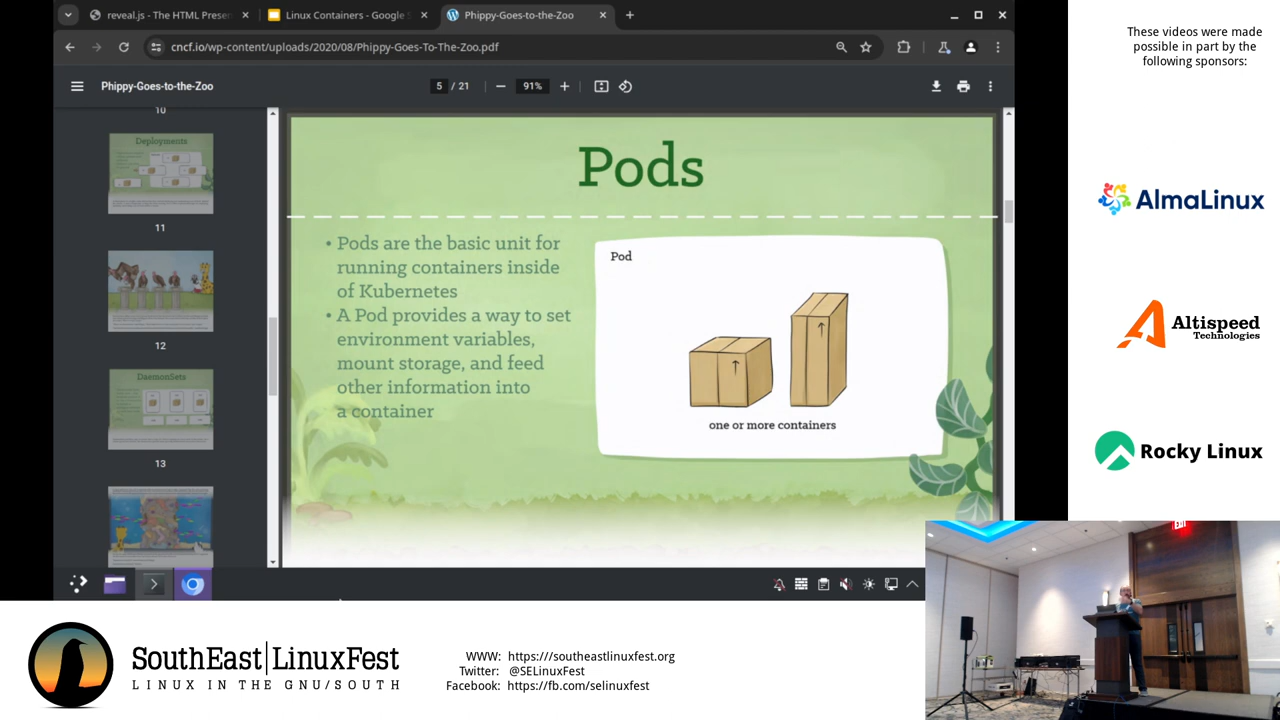 reveal.js - The HTML Presen
Linux Containers - Google S
Phippy-Goes-to-the-Zoo
cncf.io/wp-content/uploads/2020/08/Phippy-Goes-To-The-Zoo.pdf
Phippy-Goes-to-the-Zoo
5 / 21
91%
10
Deployments
11
12
DaemonSets
13
Pods
• Pods are the basic unit for
running containers inside
of Kubernetes
• A Pod provides a way to set
environment variables,
mount storage, and feed
other information into
a container
Pod
one or more containers
These videos were made
possible in part by the
following sponsors:
AlmaLinux
Altispeed
Technologies
Rocky Linux
EXIT
SouthEast|LinuxFest
LINUX IN THE GNU/SOUTH
WWW: https:///southeastlinuxfest.org
Twitter: @SELinuxFest
Facebook: https://fb.com/selinuxfest